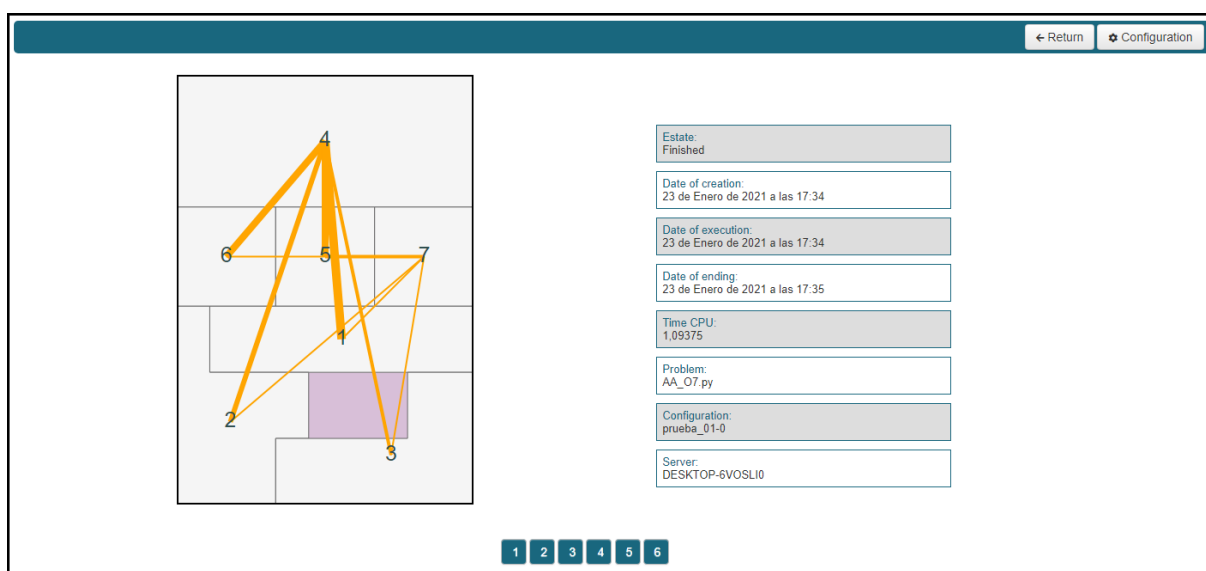 Return
Configuration
4
6
5
7
1
2
3
Estate:
Finished
Date of creation:
23 de Enero de 2021 a las 17:34
Date of execution:
23 de Enero de 2021 a las 17:34
Date of ending:
23 de Enero de 2021 a las 17:35
Time CPU:
1,09375
Problem:
AA_O7.py
Configuration:
prueba_01-0
Server:
DESKTOP-6VOSLI0
1 2 3 4 5 6